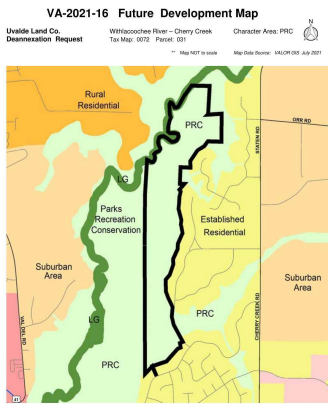 VA-2021-16 Future Development Map
Uvalde Land Co.
Deannexation Request
Withlacoochee River – Cherry Creek
Tax Map: 0072 Parcel: 031
Character Area: PRC
N
** Map NOT to scale
Map Data Source: VALOR GIS July 2021
Rural
Residential
PRC
ORR RD
STATEN RD
LG
Parks
Recreation
Conservation
Established
Residential
Suburban
Area
Suburban
Area
VAL DEL RD
LG
PRC
CHERRY CREEK RD
PRC
41